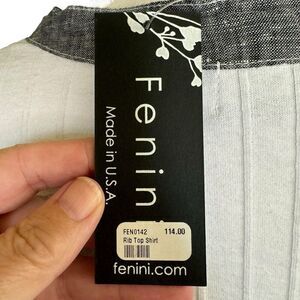 Fenini
Made in U.S.A.
FEN0142 114.00
Rib Top Shirt
fenini.com